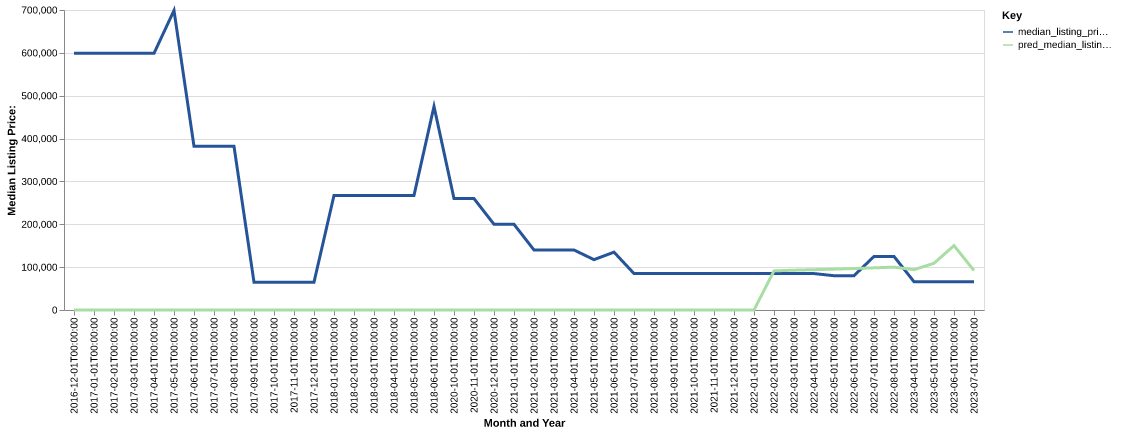 700,000
600,000
500,000
400,000
300,000
200,000
100,000
0
Median Listing Price:
2016-12-01T00:00:00
2017-01-01T00:00:00
2017-02-01T00:00:00
2017-03-01T00:00:00
2017-04-01T00:00:00
2017-05-01T00:00:00
2017-06-01T00:00:00
2017-07-01T00:00:00
2017-08-01T00:00:00
2017-09-01T00:00:00
2017-10-01T00:00:00
2017-11-01T00:00:00
2017-12-01T00:00:00
2018-01-01T00:00:00
2018-02-01T00:00:00
2018-03-01T00:00:00
2018-04-01T00:00:00
2018-05-01T00:00:00
2018-06-01T00:00:00
2020-10-01T00:00:00
2020-11-01T00:00:00
2020-12-01T00:00:00
2021-01-01T00:00:00
2021-02-01T00:00:00
2021-03-01T00:00:00
2021-04-01T00:00:00
2021-05-01T00:00:00
2021-06-01T00:00:00
2021-07-01T00:00:00
2021-08-01T00:00:00
2021-09-01T00:00:00
2021-10-01T00:00:00
2021-11-01T00:00:00
2021-12-01T00:00:00
2022-01-01T00:00:00
2022-02-01T00:00:00
2022-03-01T00:00:00
2022-04-01T00:00:00
2022-05-01T00:00:00
2022-06-01T00:00:00
2022-07-01T00:00:00
2022-08-01T00:00:00
2023-04-01T00:00:00
2023-05-01T00:00:00
2023-06-01T00:00:00
2023-07-01T00:00:00
Month and Year
Key
median_listing_pri…
pred_median_listin…